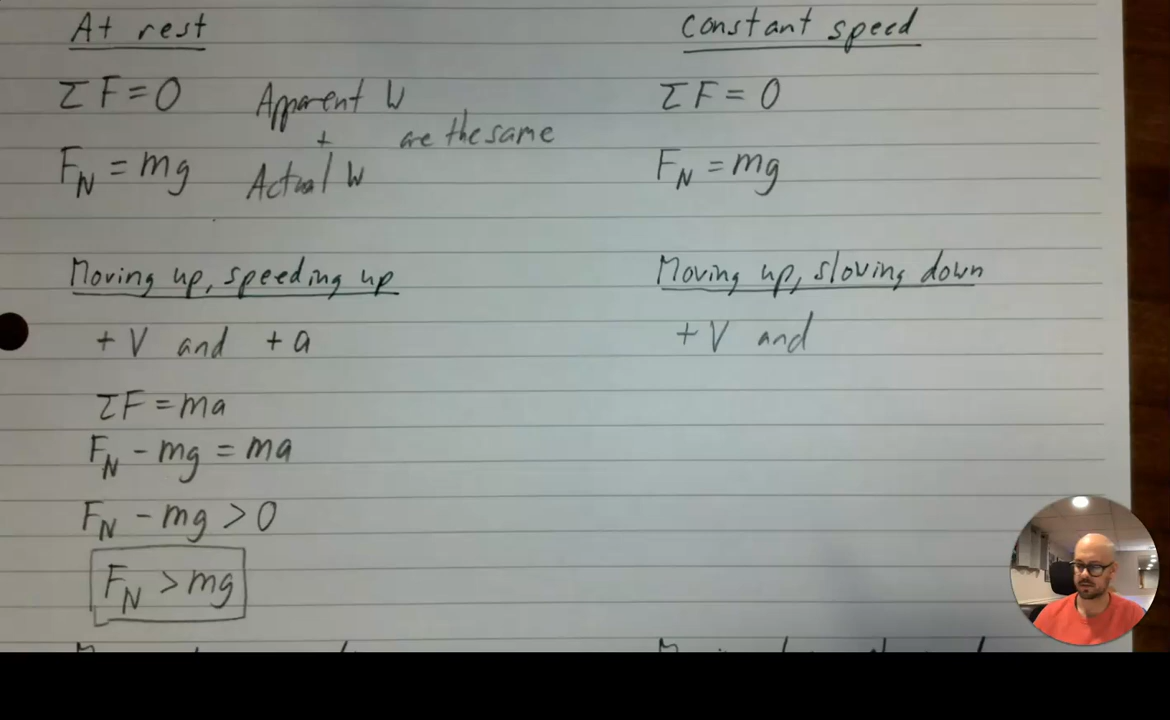 At rest
ΣF = 0
Apparent W
+
are the same
F_N = mg
Actual W
Constant speed
ΣF = 0
F_N = mg
Moving up, speeding up
+ V and + a
ΣF = ma
F_N - mg = ma
F_N - mg > 0
F_N > mg
Moving up, slowing down
+ V and